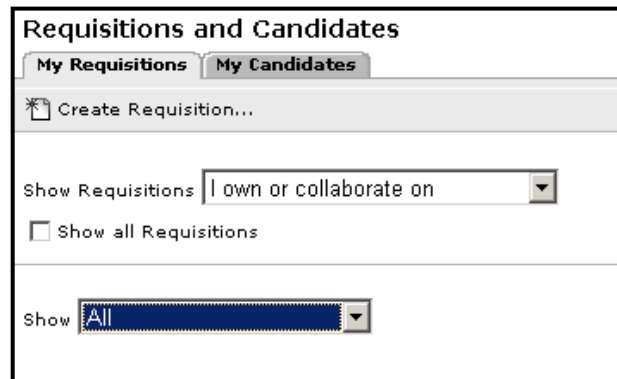 Requisitions and Candidates
My Requisitions My Candidates
Create Requisition...
Show Requisitions I own or collaborate on
Show all Requisitions
Show All